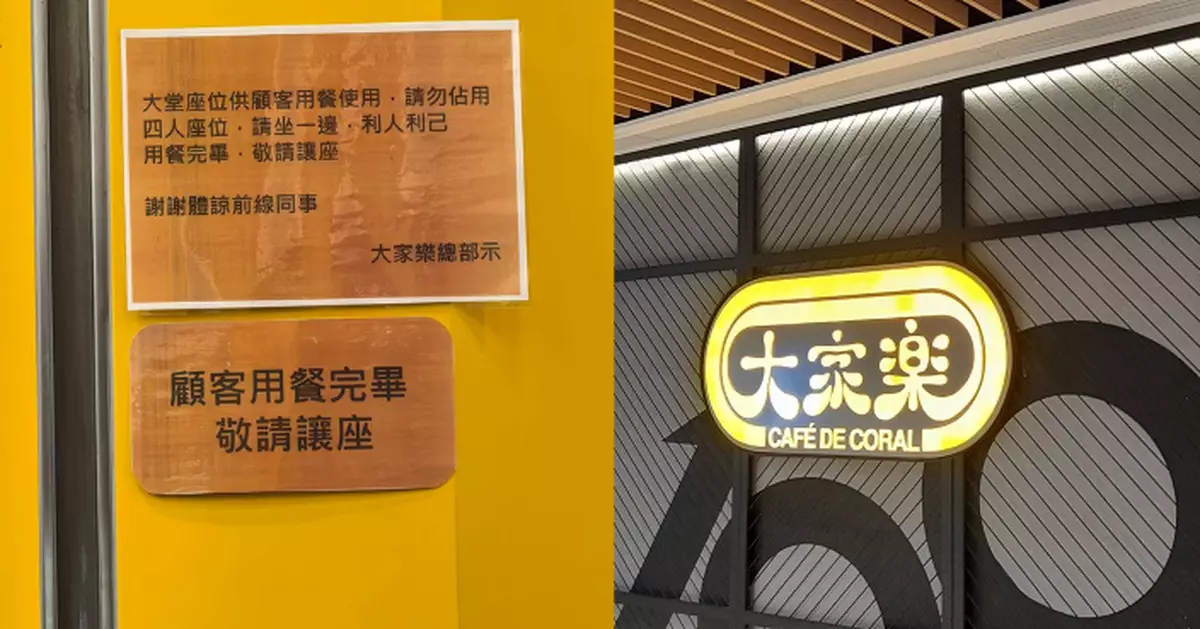 大堂座位供顧客用餐使用，請勿佔用
四人座位，請坐一邊，利人利己
用餐完畢，敬請讓座
謝謝體諒前線同事
大家樂總部示
顧客用餐完畢
敬請讓座
大家楽
CAFÉ DE CORAL